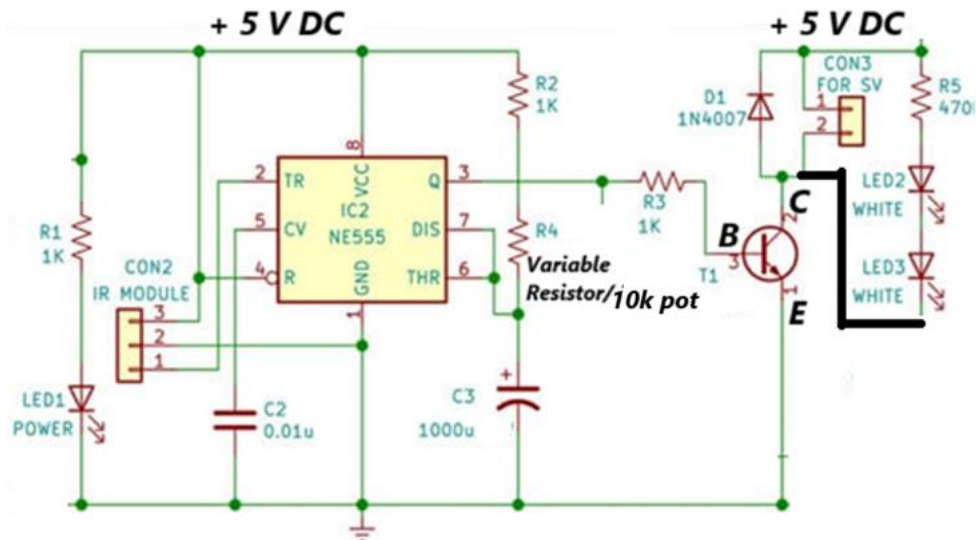 + 5 V DC
+ 5 V DC
CON3
FOR SV
R2
1K
D1
1N4007
1
2
R5
470
8
2
TR
VCC
Q
3
IC2
NE555
R3
1K
C
2
LED2
WHITE
5
CV
DIS
7
R4
B
3
T1
R1
1K
CON2
IR MODULE
4
R
GND
THR
6
Variable
Resistor/10k pot
LED3
WHITE
1
1
E
3
2
1
LED1
POWER
C2
0.01u
+
C3
1000u